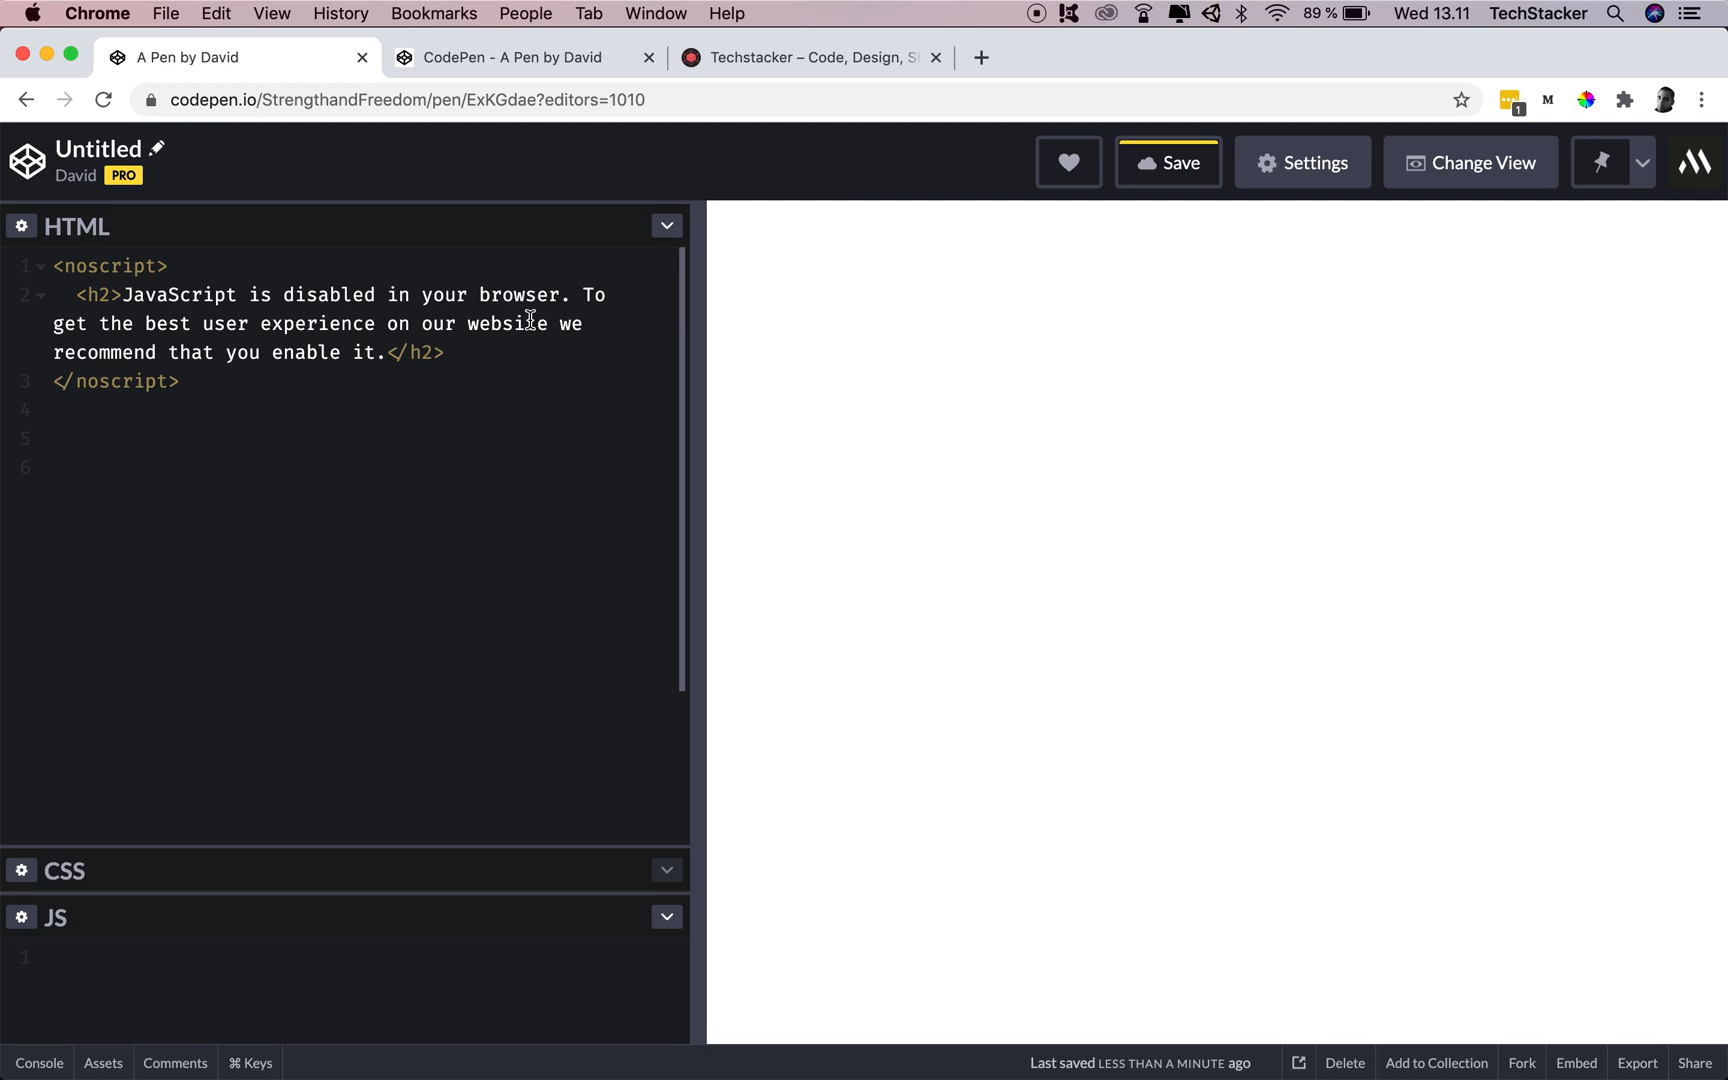 Chrome File Edit View History Bookmarks People Tab Window Help 89 % Wed 13.11 TechStacker
A Pen by David CodePen - A Pen by David Techstacker – Code, Design, S
codepen.io/StrengthandFreedom/pen/ExKGdae?editors=1010 1 M
Untitled
David PRO
Save Settings Change View
HTML
1 <noscript>
2 <h2>JavaScript is disabled in your browser. To
get the best user experience on our website we
recommend that you enable it.</h2>
3 </noscript>
4
5
6
CSS
JS
1
Console Assets Comments ⌘ Keys Last saved LESS THAN A MINUTE ago Delete Add to Collection Fork Embed Export Share